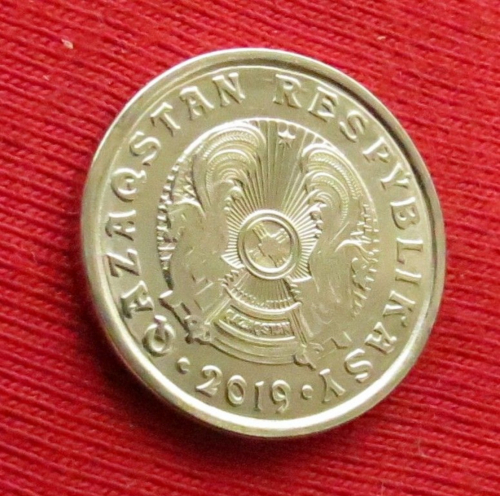 QAZAQSTAN RESPYBLIKASY
• 2019 •
QAZAQSTAN